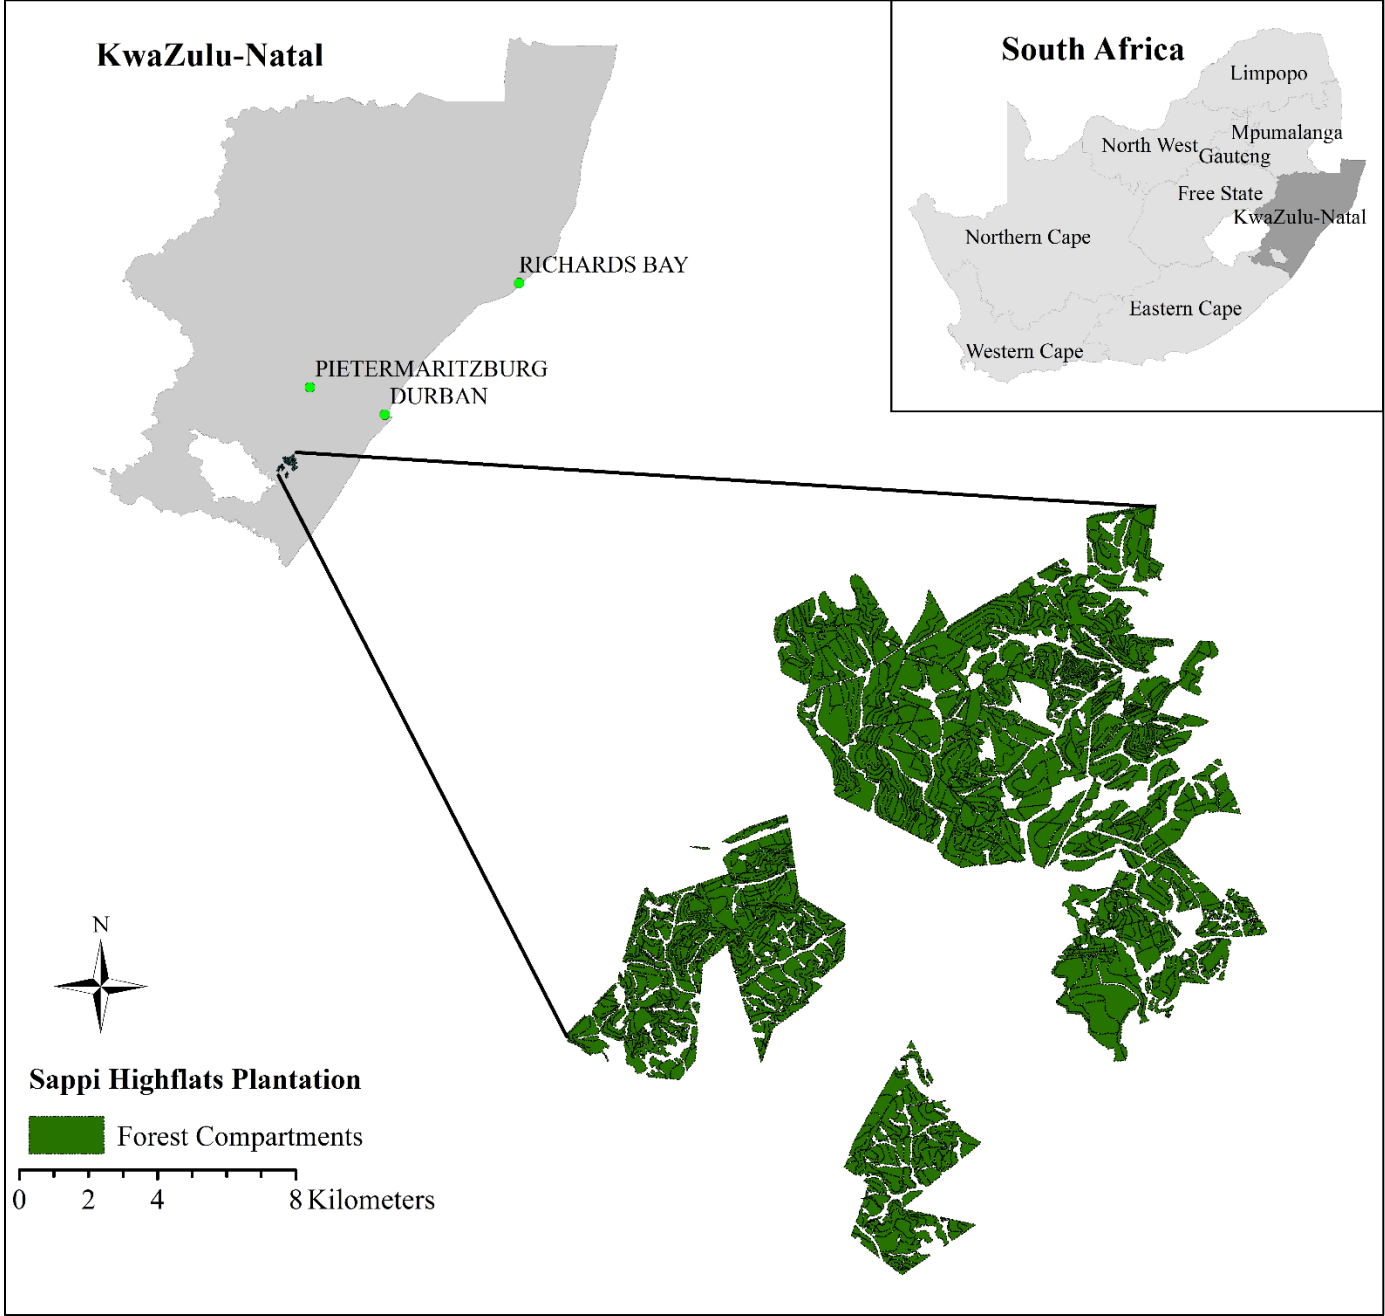 KwaZulu-Natal
South Africa
Limpopo
Mpumalanga
North West
Gauteng
Free State
KwaZulu-Natal
Northern Cape
Eastern Cape
Western Cape
RICHARDS BAY
PIETERMARITZBURG
DURBAN
N
Sappi Highflats Plantation
Forest Compartments
0 2 4 8 Kilometers